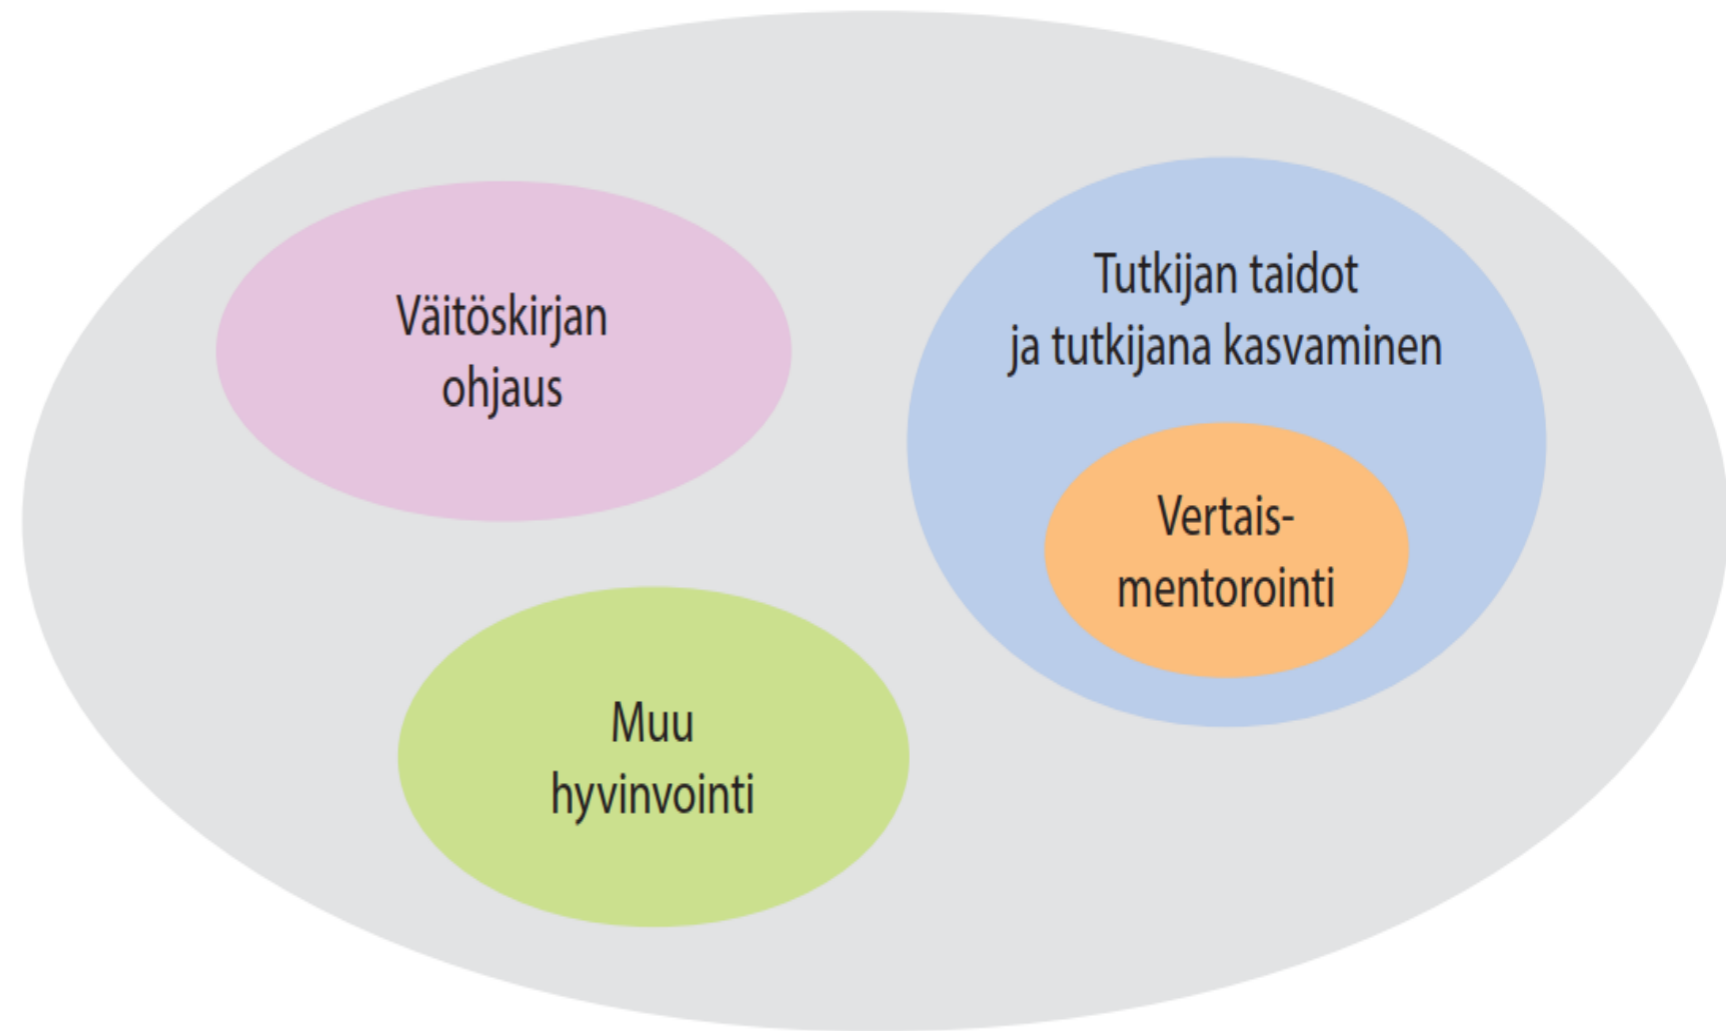 Väitöskirjan
ohjaus
Tutkijan taidot
ja tutkijana kasvaminen
Vertais-
mentorointi
Muu
hyvinvointi